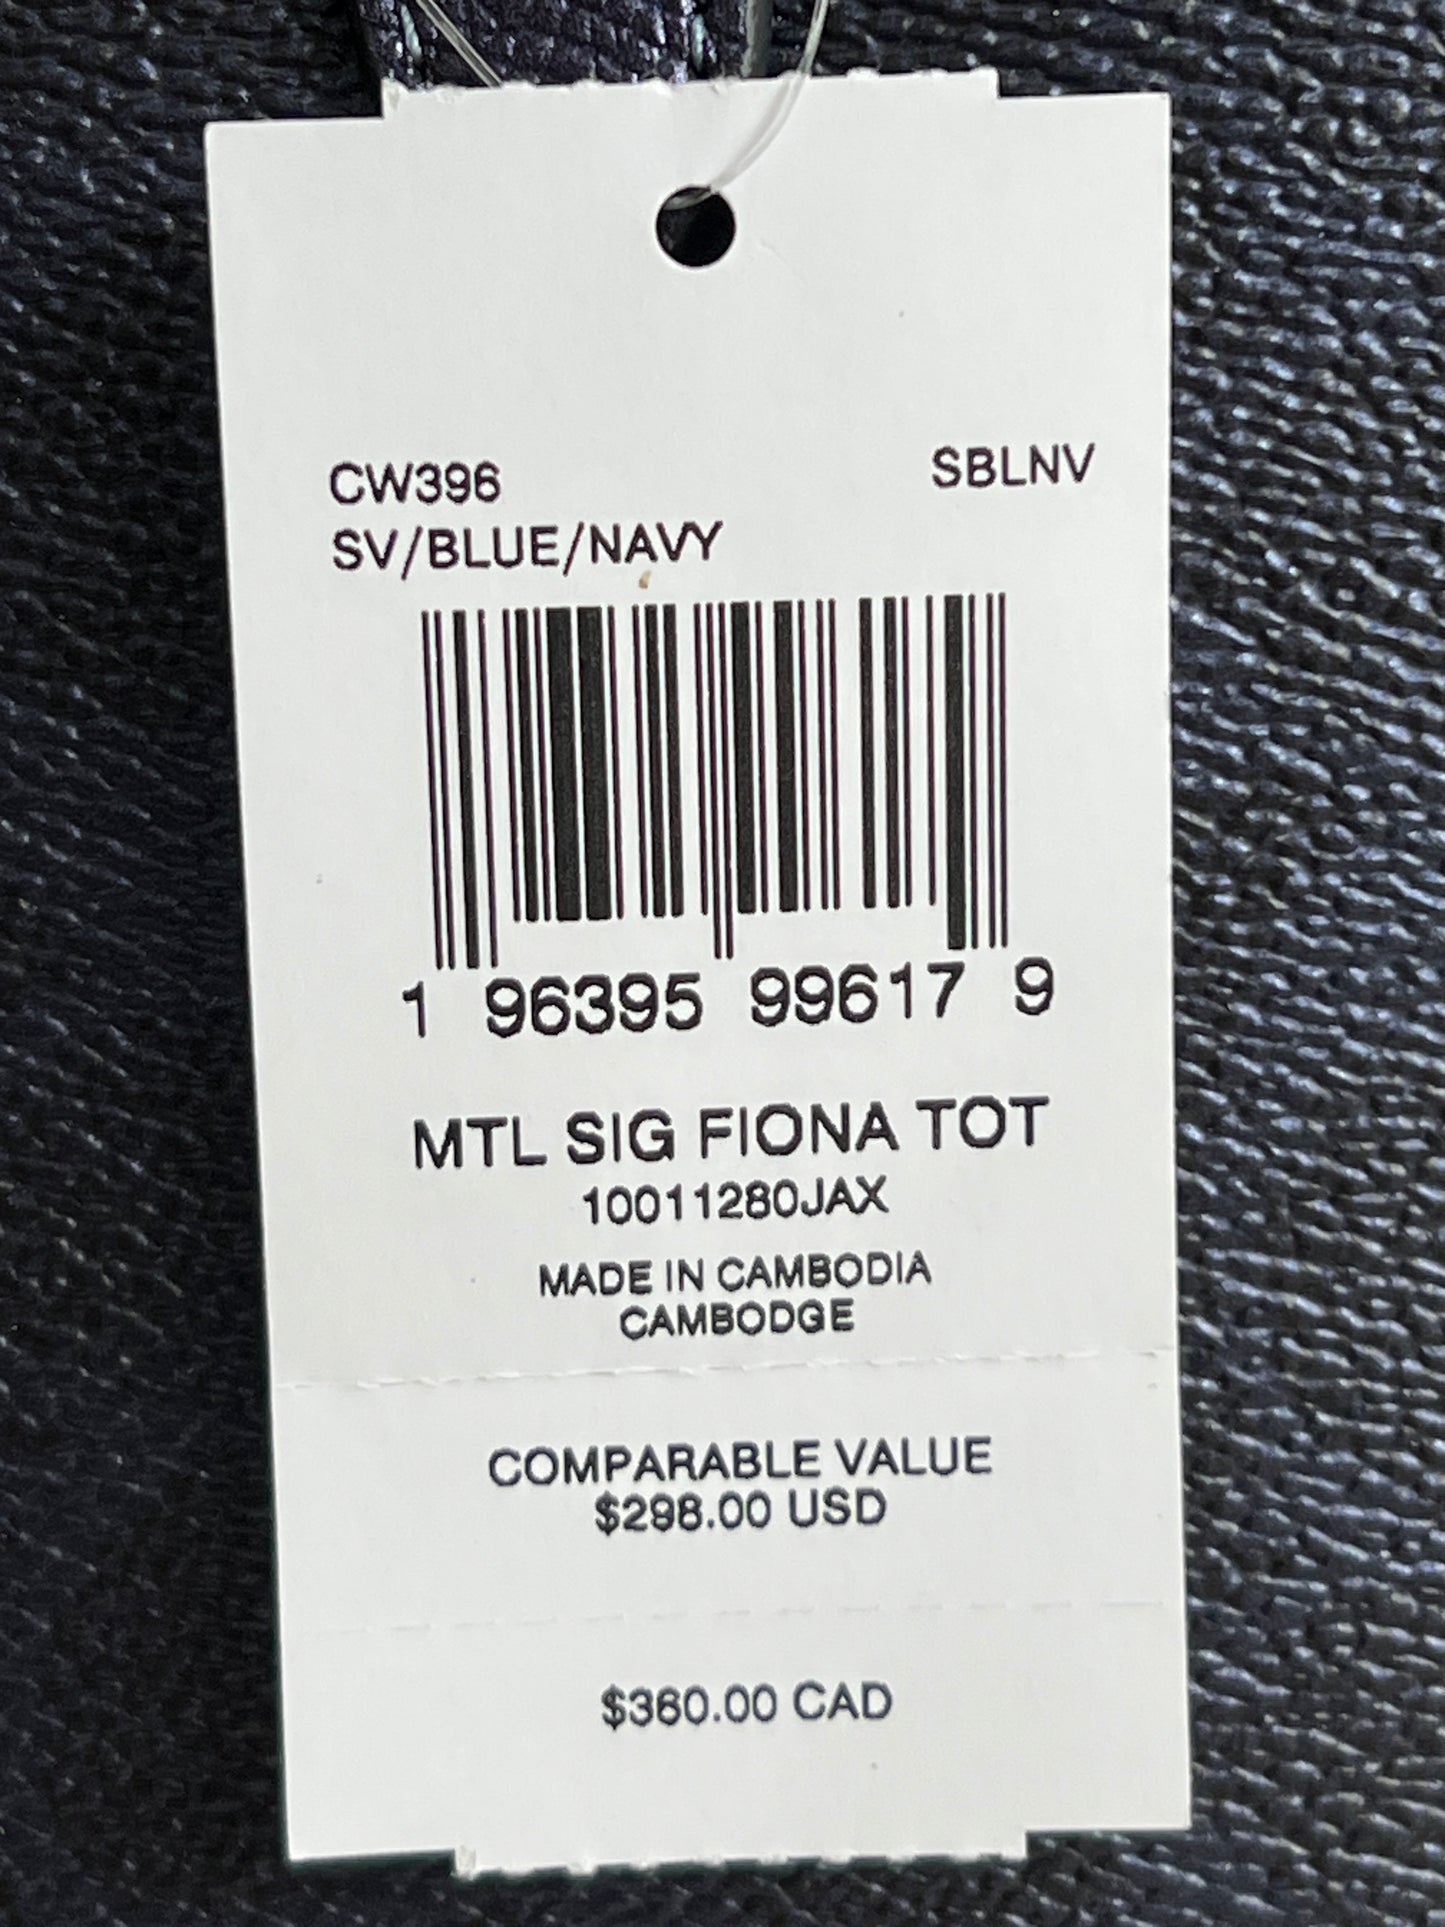 CW396 SBLNV
SV/BLUE/NAVY
1 96395 99617 9
MTL SIG FIONA TOT
10011280JAX
MADE IN CAMBODIA
CAMBODGE
COMPARABLE VALUE
$298.00 USD
$360.00 CAD